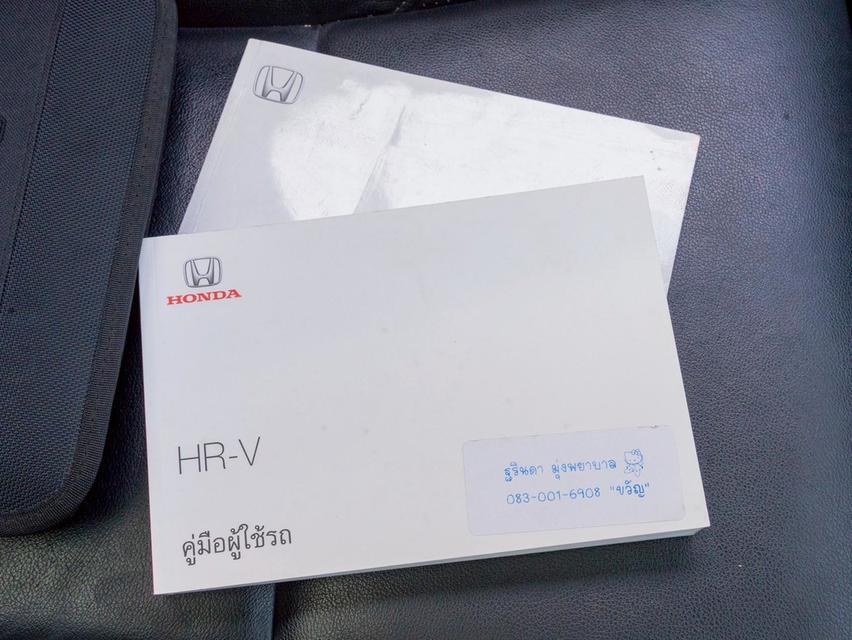 HONDA
HR-V
คู่มือผู้ใช้รถ
ฐรินดา มุ่งพยาบาล
083-001-6908 "ขวัญ"